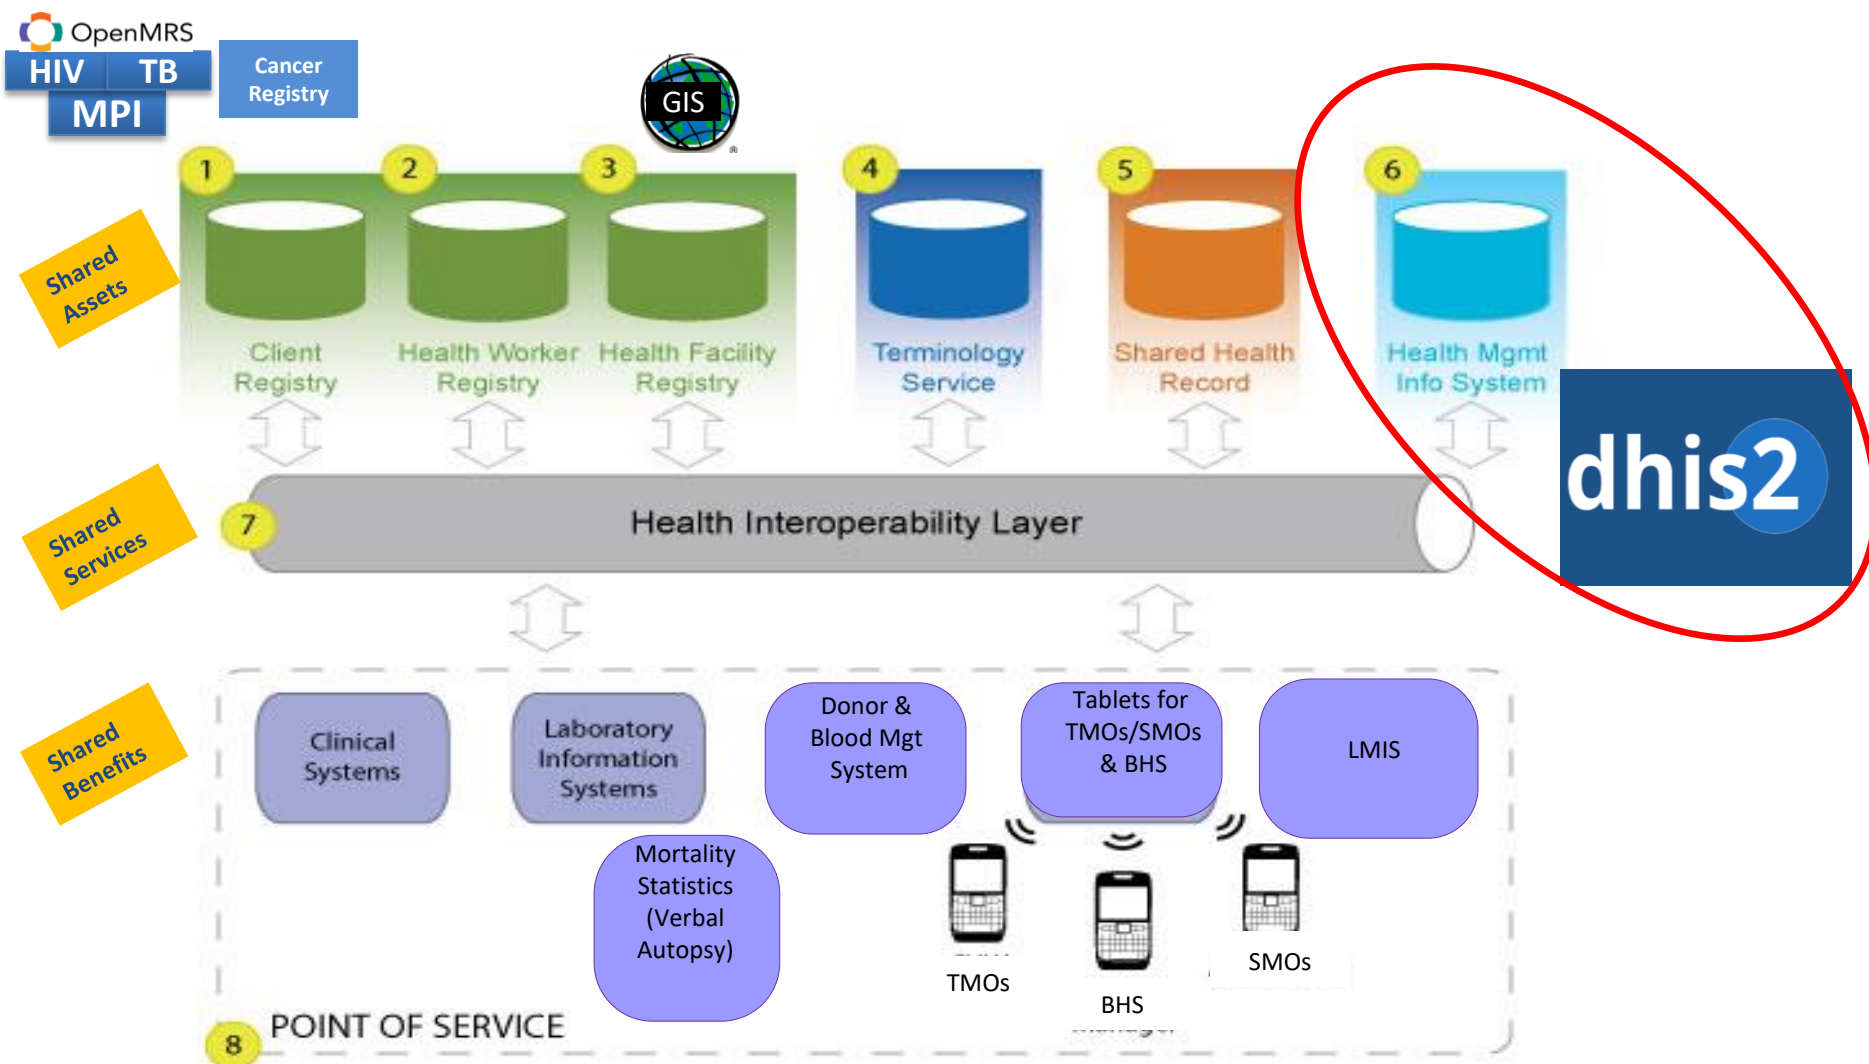 OpenMRS
HIV TB
MPI
Cancer
Registry
GIS
®
1
2
3
4
5
6
Shared
Assets
Client
Registry
Health Worker
Registry
Health Facility
Registry
Terminology
Service
Shared Health
Record
Health Mgmt
Info System
dhis2
Shared
Services
7
Health Interoperability Layer
Shared
Benefits
Clinical
Systems
Laboratory
Information
Systems
Donor &
Blood Mgt
System
Tablets for
TMOs/SMOs
& BHS
LMIS
Mortality
Statistics
(Verbal
Autopsy)
TMOs
BHS
SMOs
8
POINT OF SERVICE